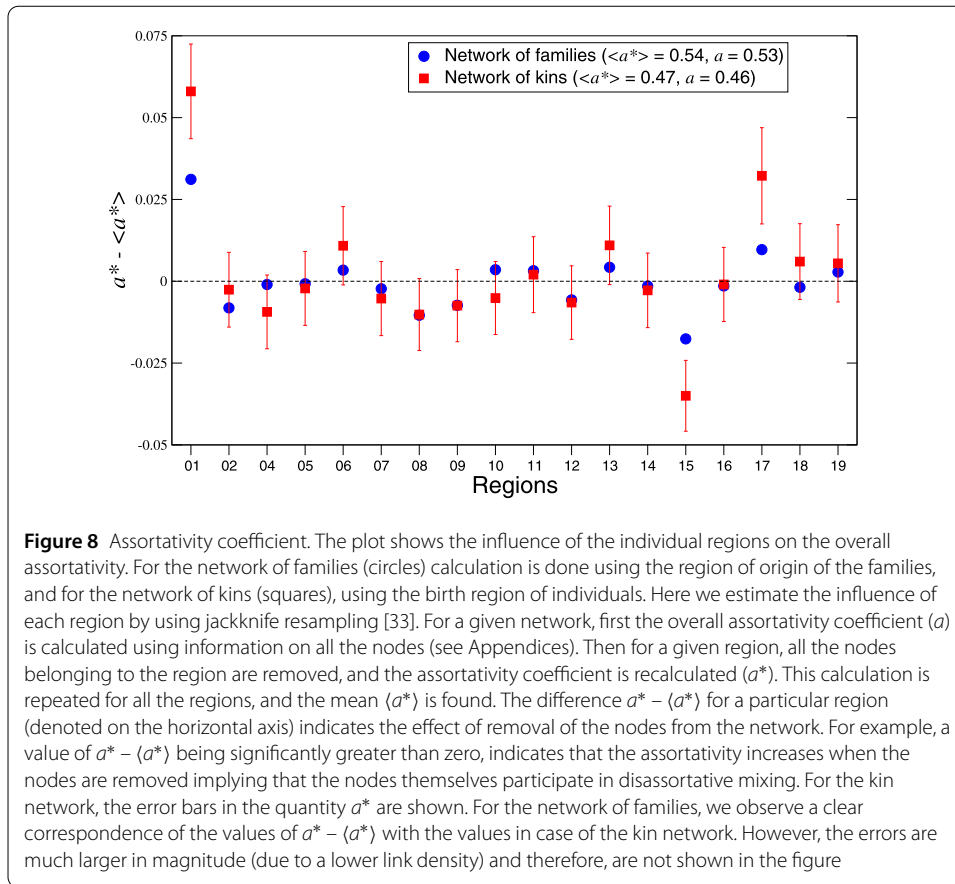 0.075
Network of families (<a*> = 0.54, a = 0.53)
Network of kins (<a*> = 0.47, a = 0.46)
0.05
0.025
0
-0.025
-0.05
a* - <a*>
01 02 04 05 06 07 08 09 10 11 12 13 14 15 16 17 18 19
Regions
Figure 8 Assortativity coefficient. The plot shows the influence of the individual regions on the overall
assortativity. For the network of families (circles) calculation is done using the region of origin of the families,
and for the network of kins (squares), using the birth region of individuals. Here we estimate the influence of
each region by using jackknife resampling [33]. For a given network, first the overall assortativity coefficient (a)
is calculated using information on all the nodes (see Appendices). Then for a given region, all the nodes
belonging to the region are removed, and the assortativity coefficient is recalculated (a*). This calculation is
repeated for all the regions, and the mean ⟨a*⟩ is found. The difference a* – ⟨a*⟩ for a particular region
(denoted on the horizontal axis) indicates the effect of removal of the nodes from the network. For example, a
value of a* – ⟨a*⟩ being significantly greater than zero, indicates that the assortativity increases when the
nodes are removed implying that the nodes themselves participate in disassortative mixing. For the kin
network, the error bars in the quantity a* are shown. For the network of families, we observe a clear
correspondence of the values of a* – ⟨a*⟩ with the values in case of the kin network. However, the errors are
much larger in magnitude (due to a lower link density) and therefore, are not shown in the figure